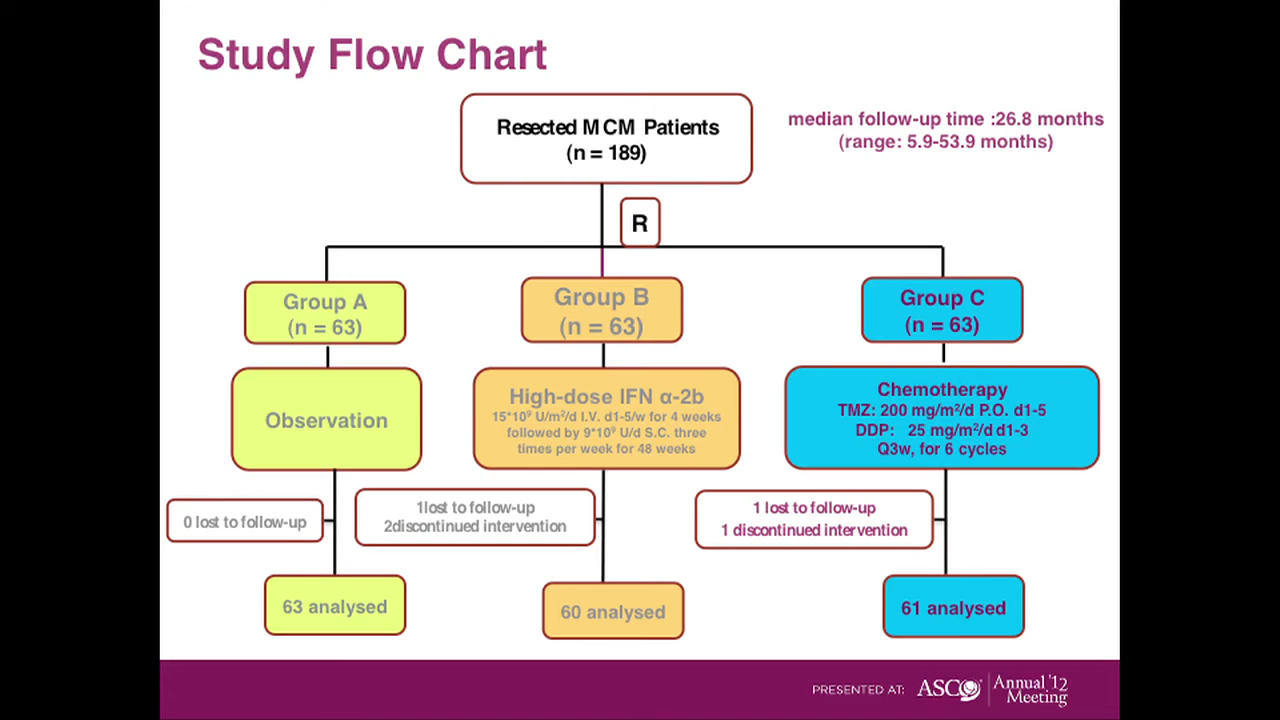 Study Flow Chart
Resected MCM Patients
(n = 189)
median follow-up time :26.8 months
(range: 5.9-53.9 months)
R
Group A
(n = 63)
Group B
(n = 63)
Group C
(n = 63)
Observation
High-dose IFN α-2b
15*10⁹ U/m²/d I.V. d1-5/w for 4 weeks
followed by 9*10⁹ U/d S.C. three
times per week for 48 weeks
Chemotherapy
TMZ: 200 mg/m²/d P.O. d1-5
DDP: 25 mg/m²/d d1-3
Q3w, for 6 cycles
0 lost to follow-up
1lost to follow-up
2discontinued intervention
1 lost to follow-up
1 discontinued intervention
63 analysed
60 analysed
61 analysed
PRESENTED AT: ASCO Annual '12
Meeting